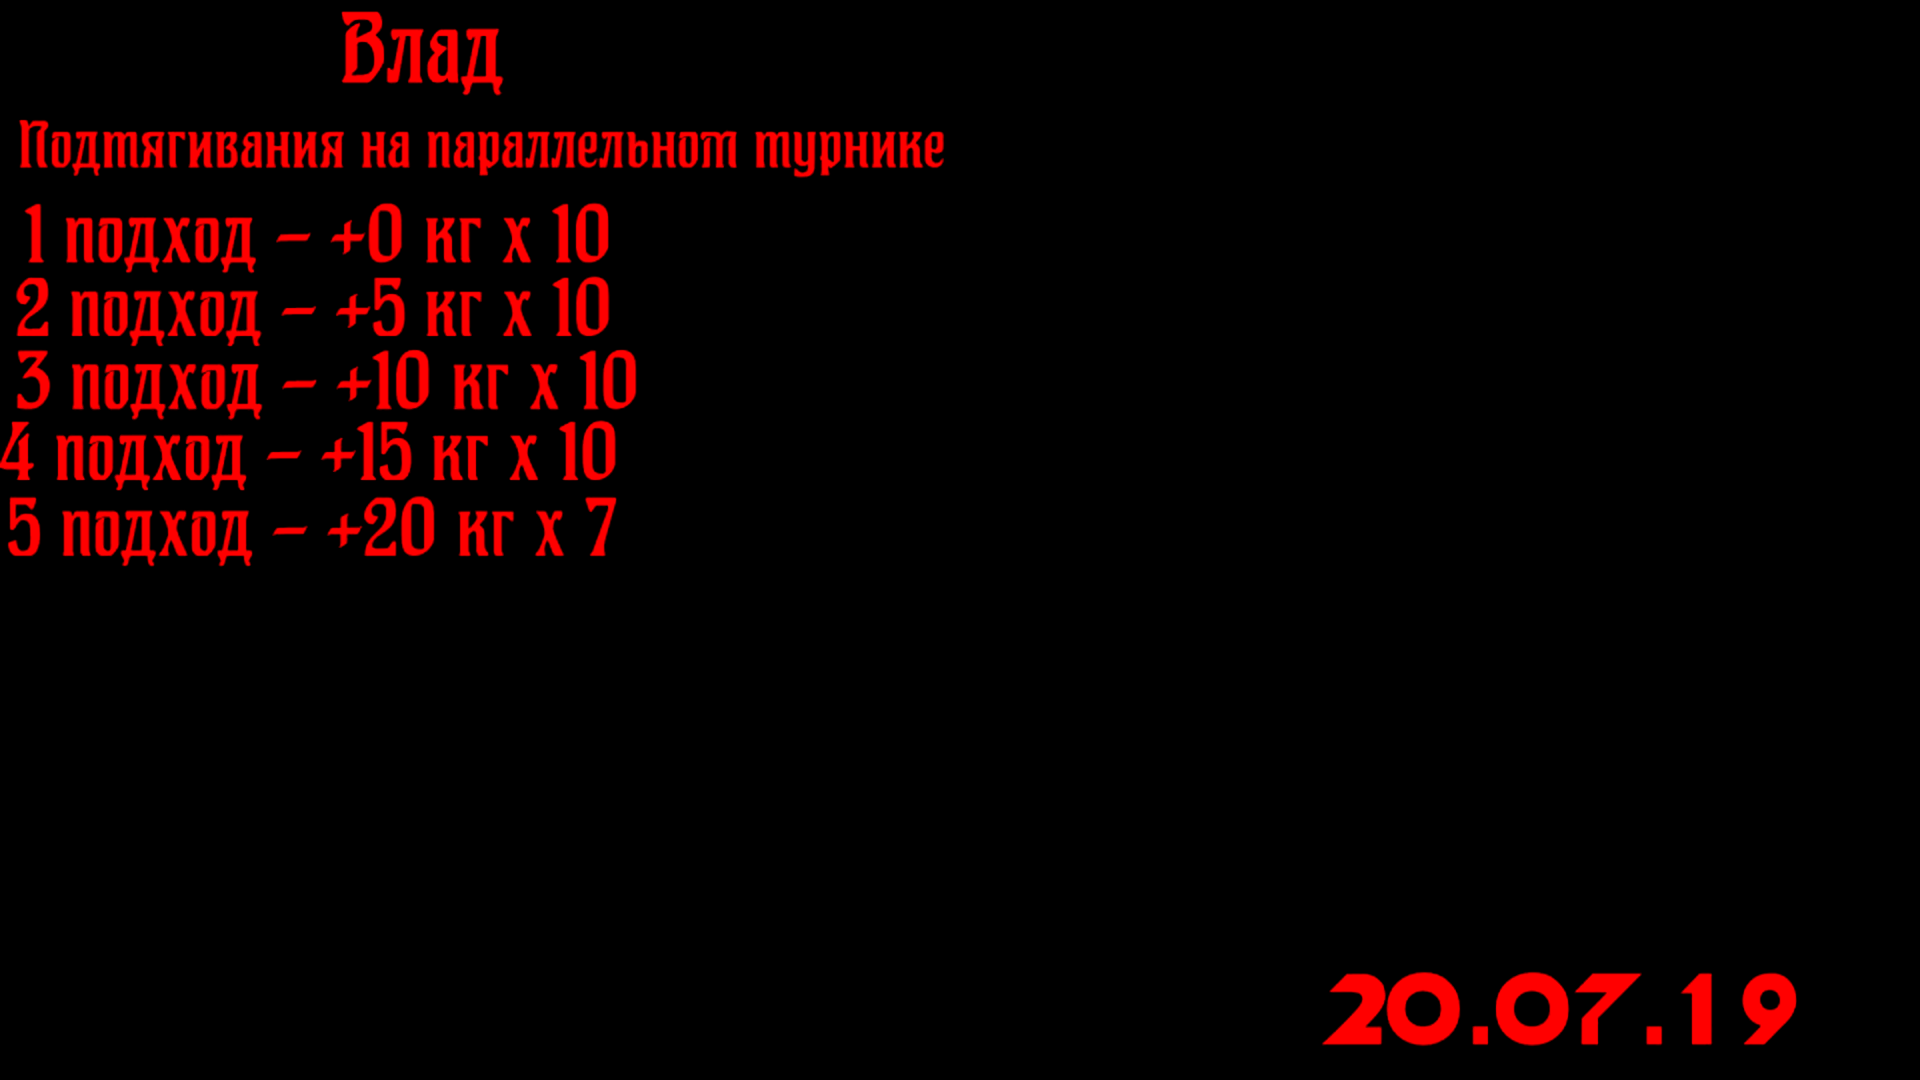 Влад
Подтягивания на параллельном турнике
1 подход - +0 кг х 10
2 подход - +5 кг х 10
3 подход - +10 кг х 10
4 подход - +15 кг х 10
5 подход - +20 кг х 7
20.07.19